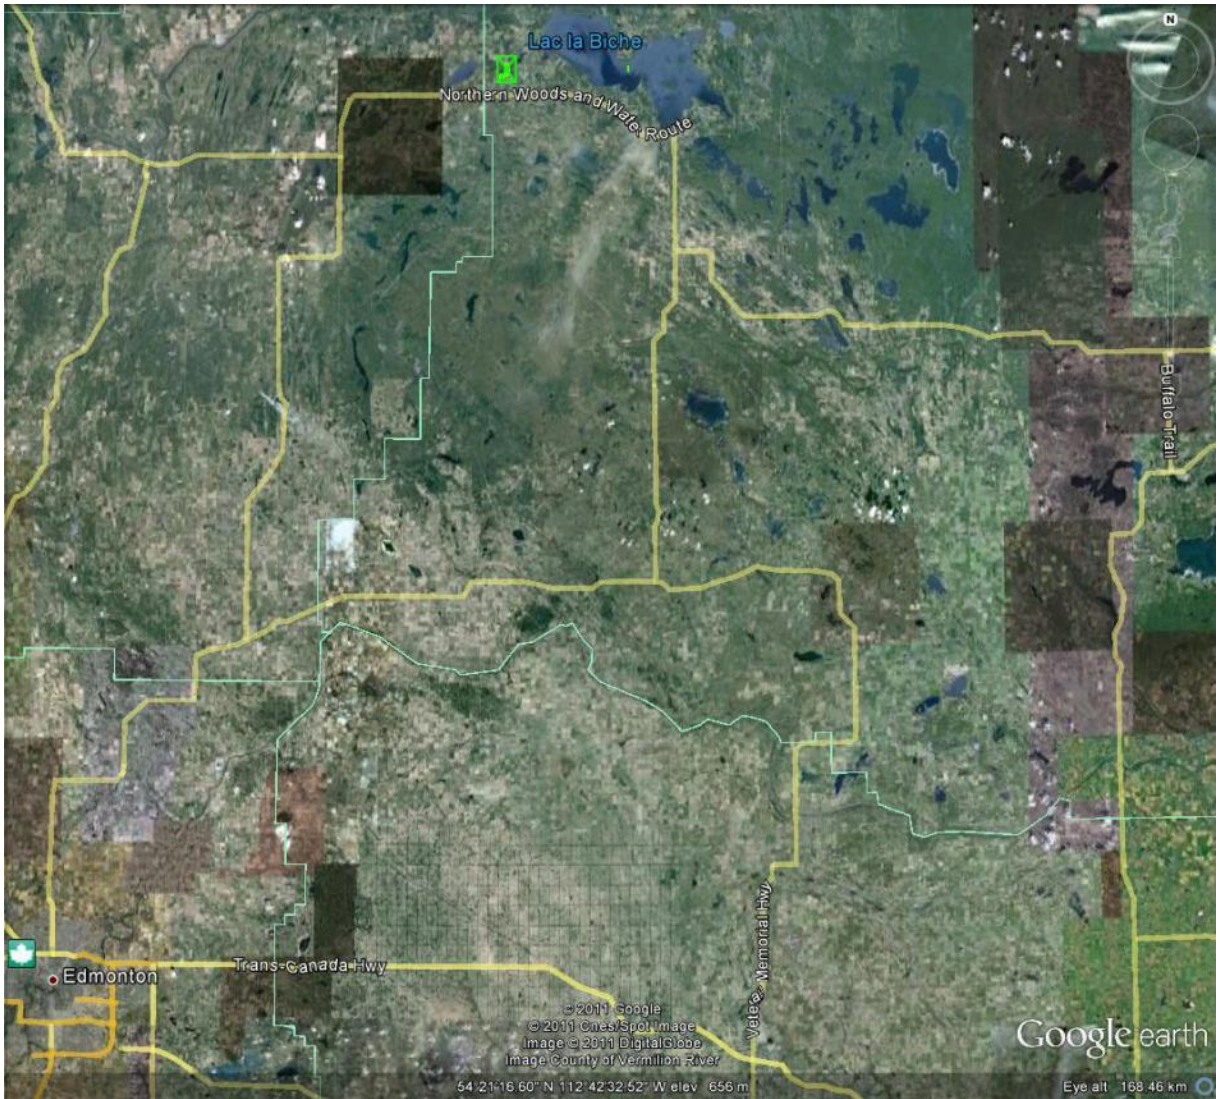 N
Lac la Biche
Northern Woods and Water Route
Buffalo Trail
Veteran Memorial Hwy
Trans-Canada Hwy
Edmonton
© 2011 Google
© 2011 Cnes/Spot Image
Image © 2011 DigitalGlobe
Image County of Vermilion River
Google earth
54°21'16.60" N 112°42'32.52" W elev 656 m
Eye alt 168.46 km